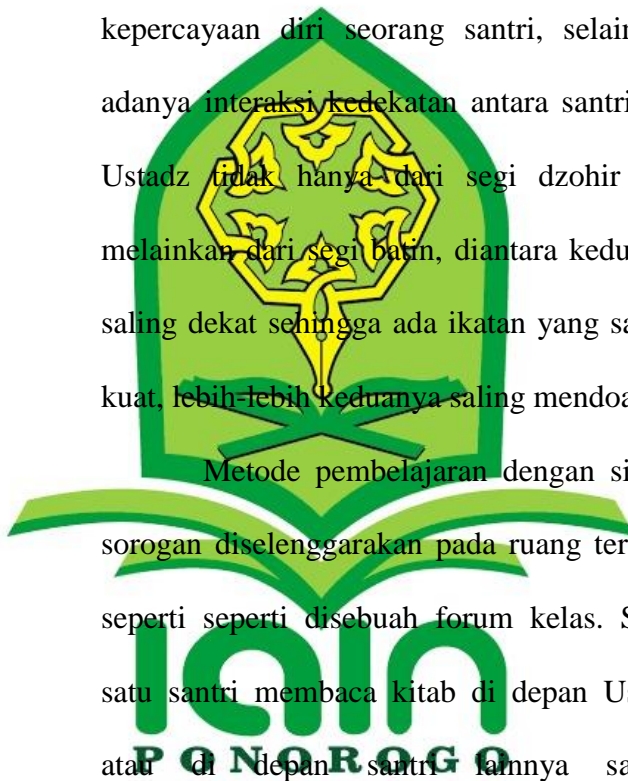 kepercayaan diri seorang santri, selain
adanya interaksi kedekatan antara santri
Ustadz tidak hanya dari segi dzohir
melainkan dari segi batin, diantara kedu
saling dekat sehingga ada ikatan yang sa
kuat, lebih-lebih keduanya saling mendoa
Metode pembelajaran dengan si
sorogan diselenggarakan pada ruang ter
seperti seperti disebuah forum kelas. S
satu santri membaca kitab di depan Us
atau di depan santri lainnya sa
iain
PONOROGO